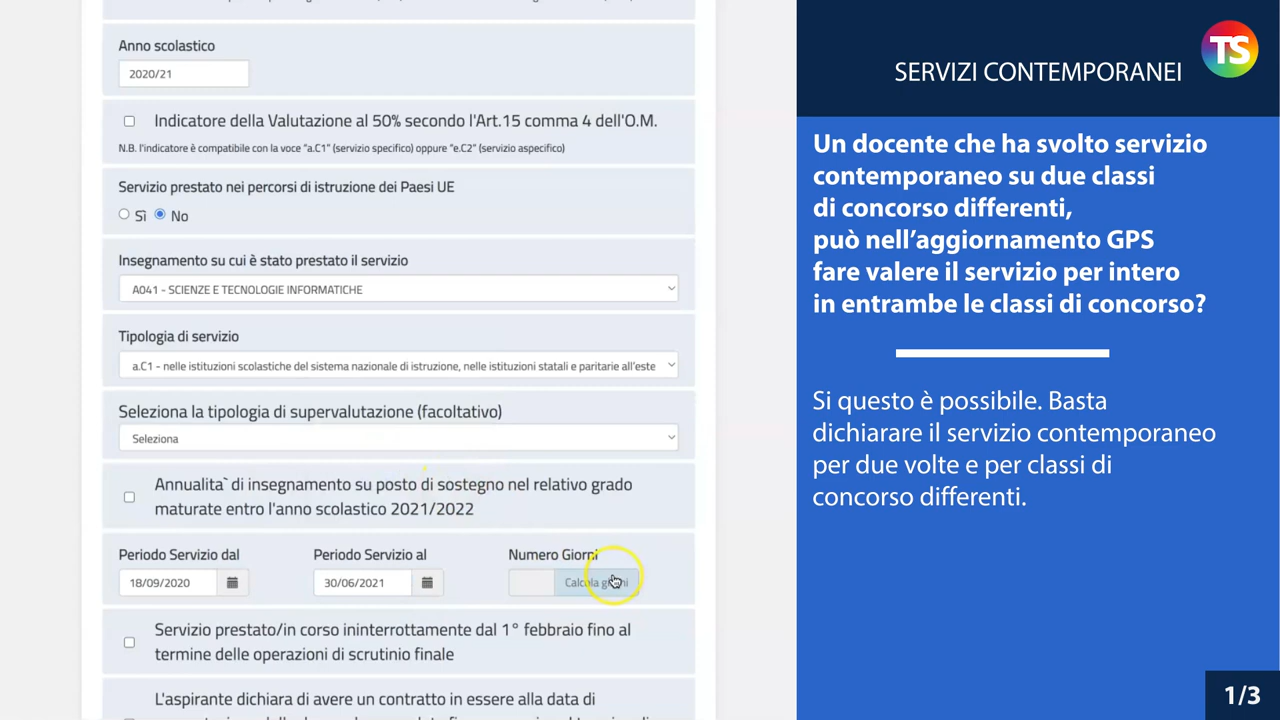 Anno scolastico
2020/21
Indicatore della Valutazione al 50% secondo l'Art.15 comma 4 dell'O.M.
N.B. l'indicatore è compatibile con la voce "a.C1" (servizio specifico) oppure "e.C2" (servizio aspecifico)
Servizio prestato nei percorsi di istruzione dei Paesi UE
Sì No
Insegnamento su cui è stato prestato il servizio
A041 - SCIENZE E TECNOLOGIE INFORMATICHE
Tipologia di servizio
a.C1 - nelle istituzioni scolastiche del sistema nazionale di istruzione, nelle istituzioni statali e paritarie all'este
Seleziona la tipologia di supervalutazione (facoltativo)
Seleziona
Annualita` di insegnamento su posto di sostegno nel relativo grado
maturate entro l'anno scolastico 2021/2022
Periodo Servizio dal Periodo Servizio al Numero Giorni
18/09/2020 30/06/2021 Calcola giorni
Servizio prestato/in corso ininterrottamente dal 1° febbraio fino al
termine delle operazioni di scrutinio finale
L'aspirante dichiara di avere un contratto in essere alla data di
TS
SERVIZI CONTEMPORANEI
Un docente che ha svolto servizio
contemporaneo su due classi
di concorso differenti,
può nell’aggiornamento GPS
fare valere il servizio per intero
in entrambe le classi di concorso?
Si questo è possibile. Basta
dichiarare il servizio contemporaneo
per due volte e per classi di
concorso differenti.
1/3